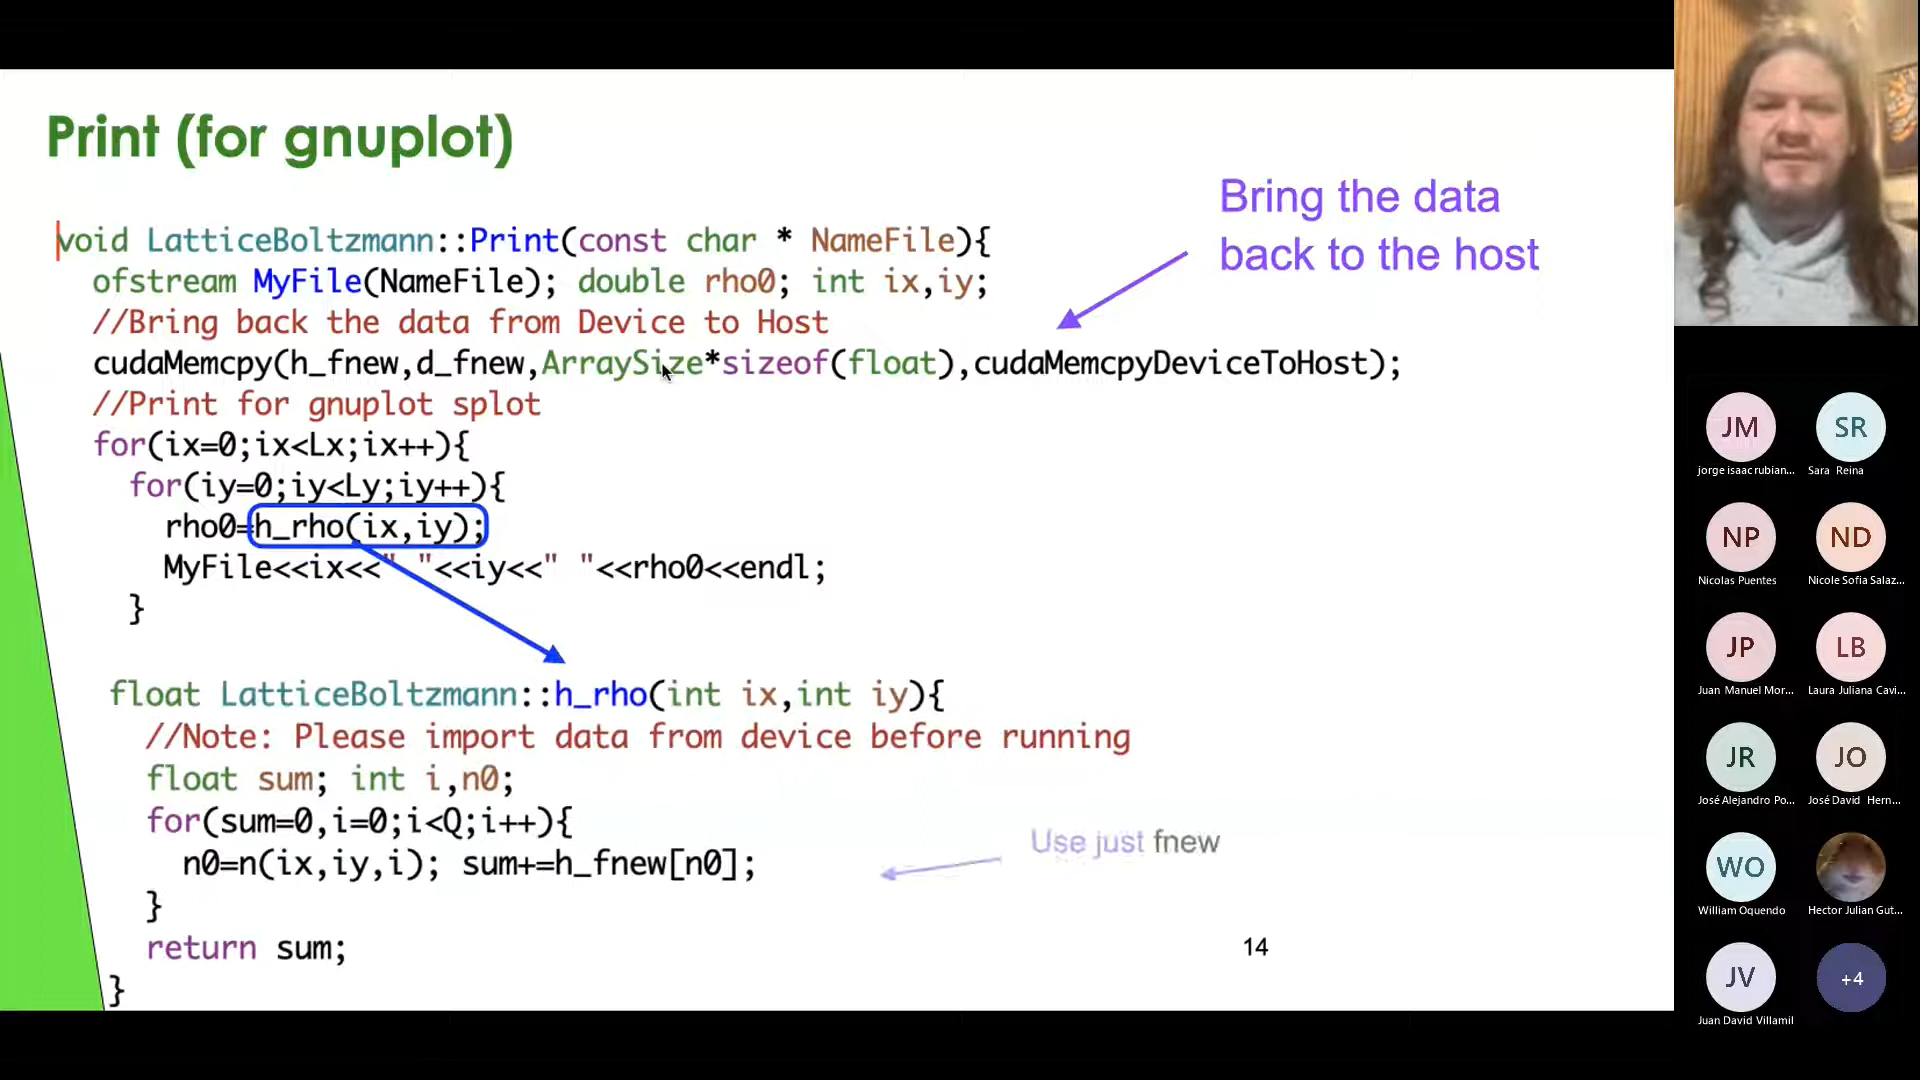 Print (for gnuplot)
Bring the data
back to the host
void LatticeBoltzmann::Print(const char * NameFile){
ofstream MyFile(NameFile); double rho0; int ix,iy;
//Bring back the data from Device to Host
cudaMemcpy(h_fnew,d_fnew,ArraySize*sizeof(float),cudaMemcpyDeviceToHost);
//Print for gnuplot splot
for(ix=0;ix<Lx;ix++){
for(iy=0;iy<Ly;iy++){
rho0=h_rho(ix,iy);
MyFile<<ix<<" "<<iy<<" "<<rho0<<endl;
}
float LatticeBoltzmann::h_rho(int ix,int iy){
//Note: Please import data from device before running
float sum; int i,n0;
for(sum=0,i=0;i<Q;i++){
n0=n(ix,iy,i); sum+=h_fnew[n0];
}
return sum;
}
Use just fnew
14
JM
jorge isaac rubian...
SR
Sara Reina
NP
Nicolas Puentes
ND
Nicole Sofia Salaz...
JP
Juan Manuel Mor...
LB
Laura Juliana Cavi...
JR
José Alejandro Po...
JO
José David Hern...
WO
William Oquendo
Hector Julian Gut...
JV
Juan David Villamil
+4